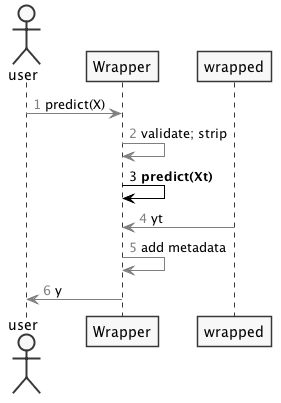 user
Wrapper
wrapped
1 predict(X)
2 validate; strip
3 predict(Xt)
4 yt
5 add metadata
6 y
user
Wrapper
wrapped